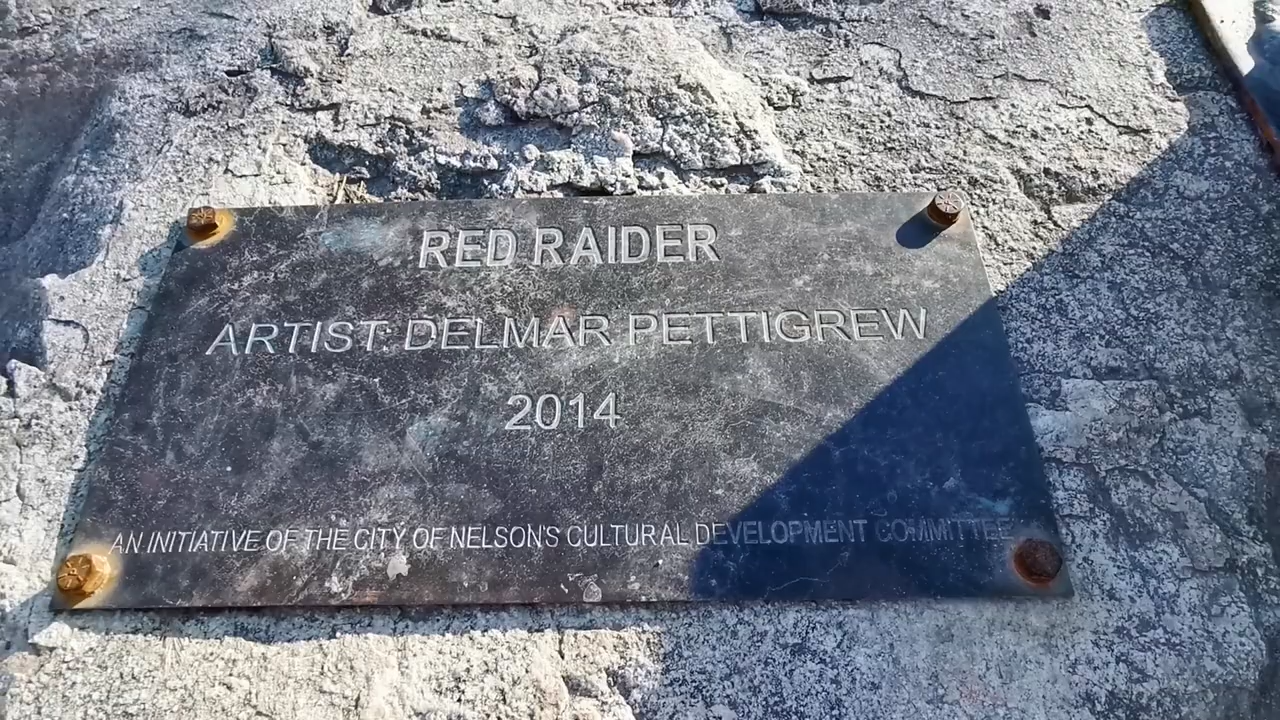 RED RAIDER
ARTIST: DELMAR PETTIGREW
2014
AN INITIATIVE OF THE CITY OF NELSON'S CULTURAL DEVELOPMENT COMMITTEE